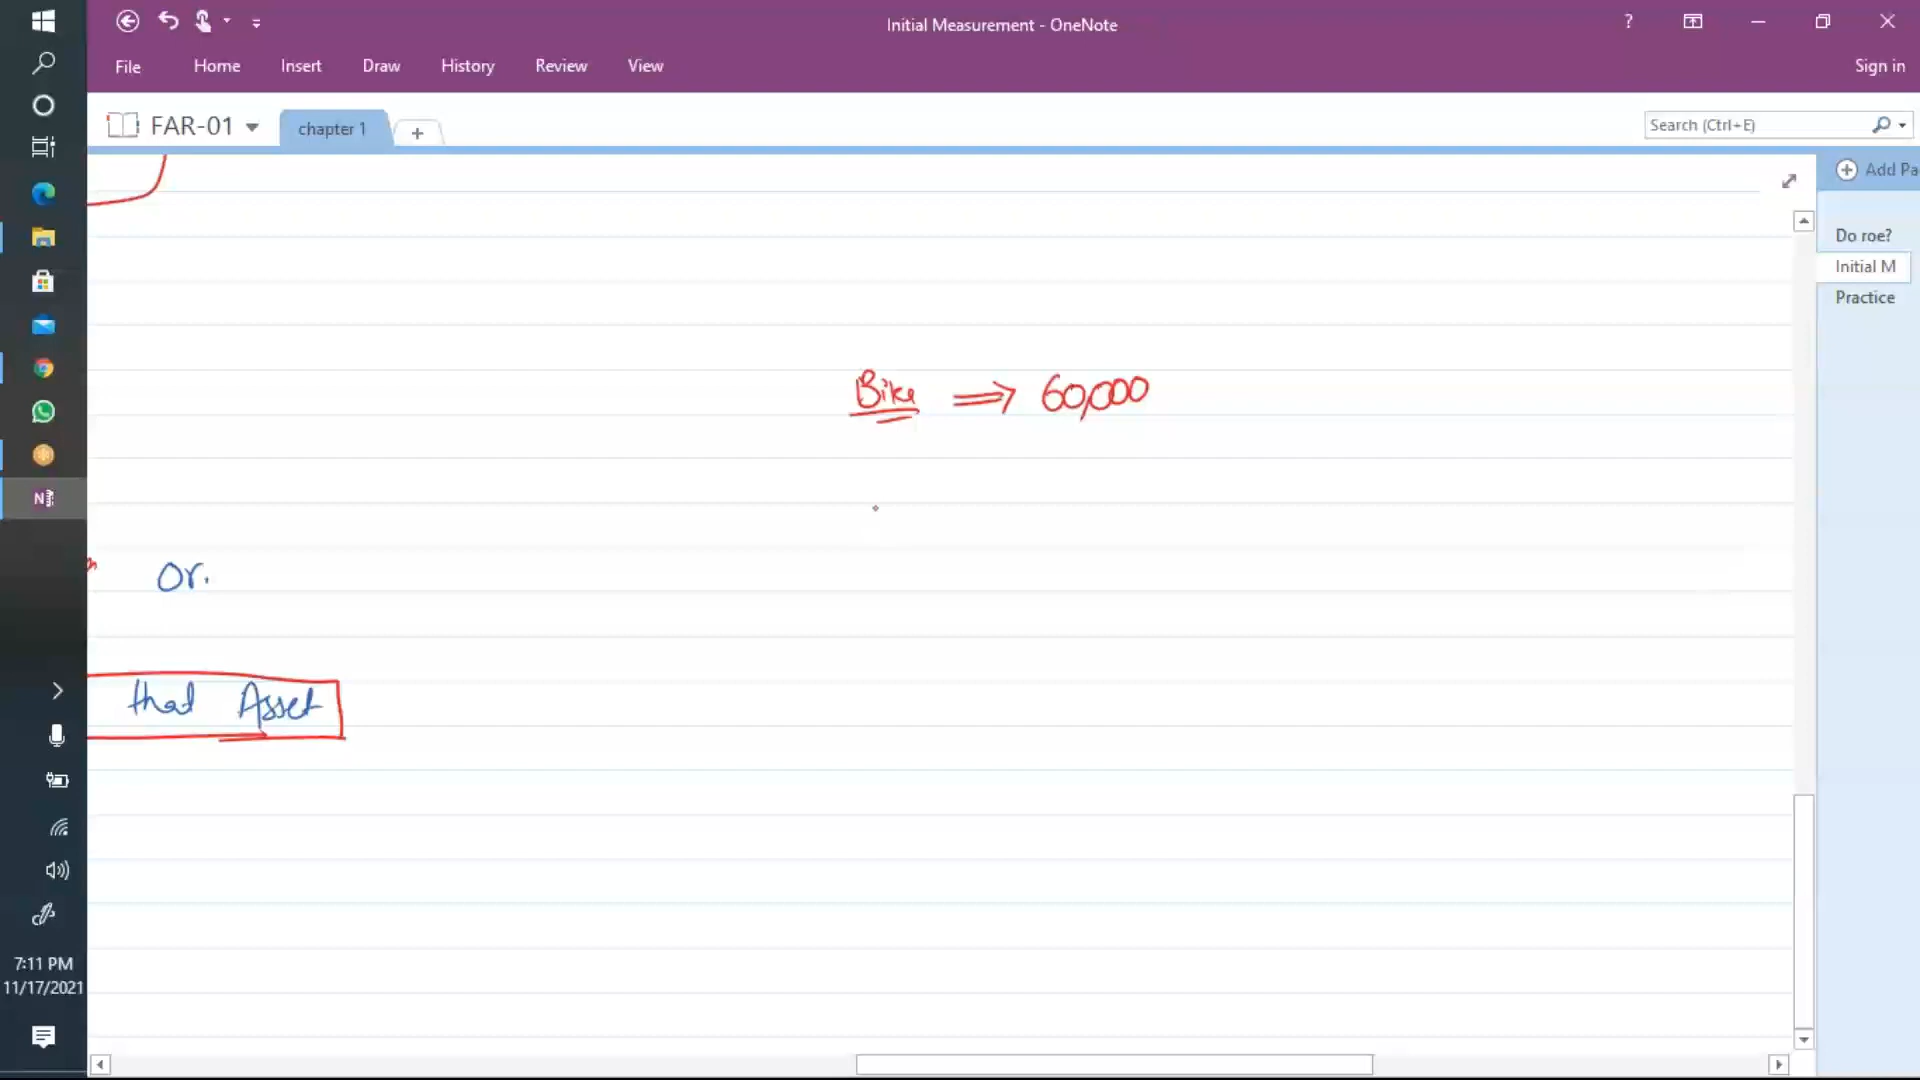 Initial Measurement - OneNote
?
File Home Insert Draw History Review View
Sign in
FAR-01 chapter 1 +
Search (Ctrl+E)
Add Pa
Do roe?
Initial M
Practice
Bike ⇒ 60,000
or.
that Asset
7:11 PM
11/17/2021